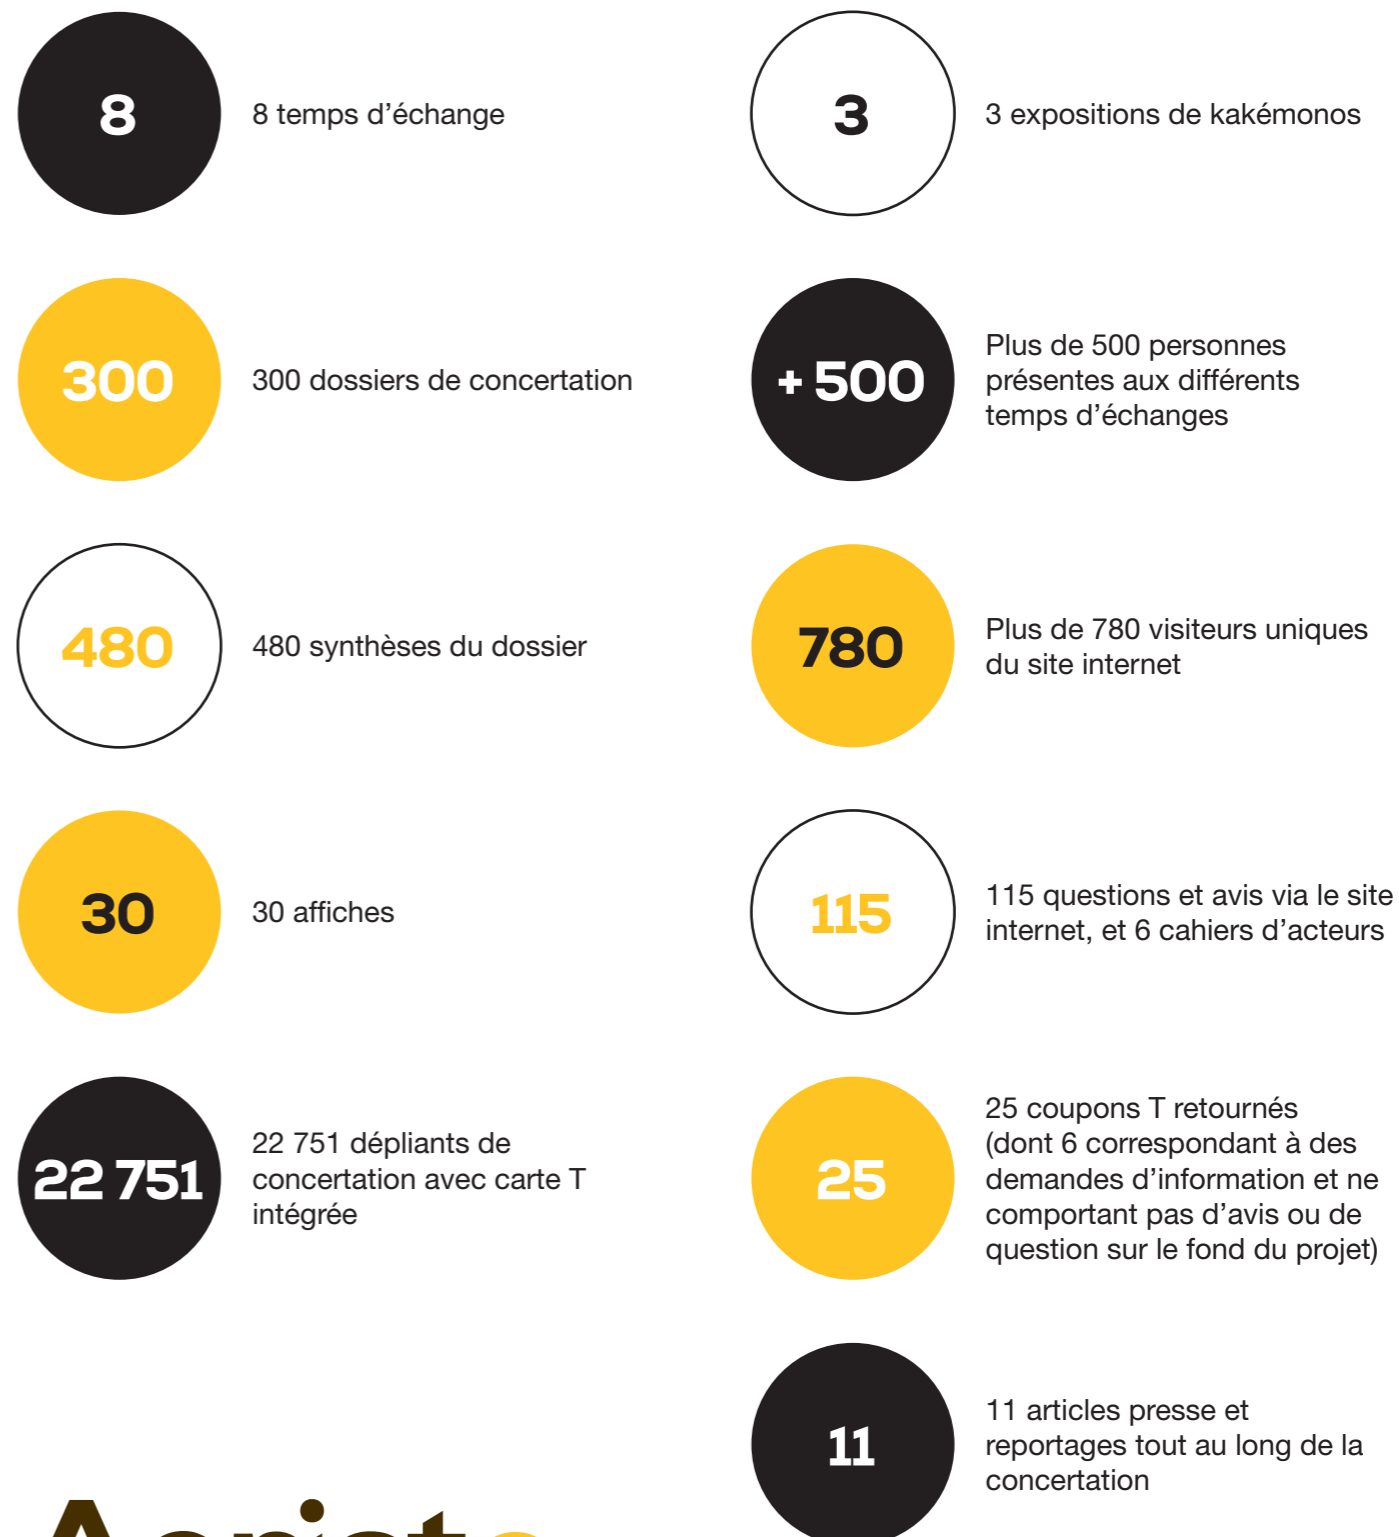 8
8 temps d’échange
300
300 dossiers de concertation
480
480 synthèses du dossier
30
30 affiches
22 751
22 751 dépliants de
concertation avec carte T
intégrée
3
3 expositions de kakémonos
+ 500
Plus de 500 personnes
présentes aux différents
temps d’échanges
780
Plus de 780 visiteurs uniques
du site internet
115
115 questions et avis via le site
internet, et 6 cahiers d’acteurs
25
25 coupons T retournés
(dont 6 correspondant à des
demandes d’information et ne
comportant pas d’avis ou de
question sur le fond du projet)
11
11 articles presse et
reportages tout au long de la
concertation